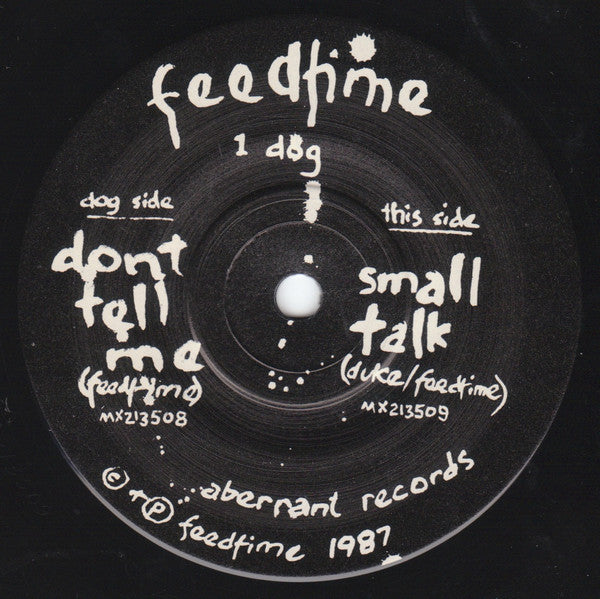 feedtime
1 dog
dog side
dont
tell
me
(feedtime)
MX213508
this side
small
talk
(duke/feedtime)
MX213509
aberrant records
© + ℗ feedtime 1987